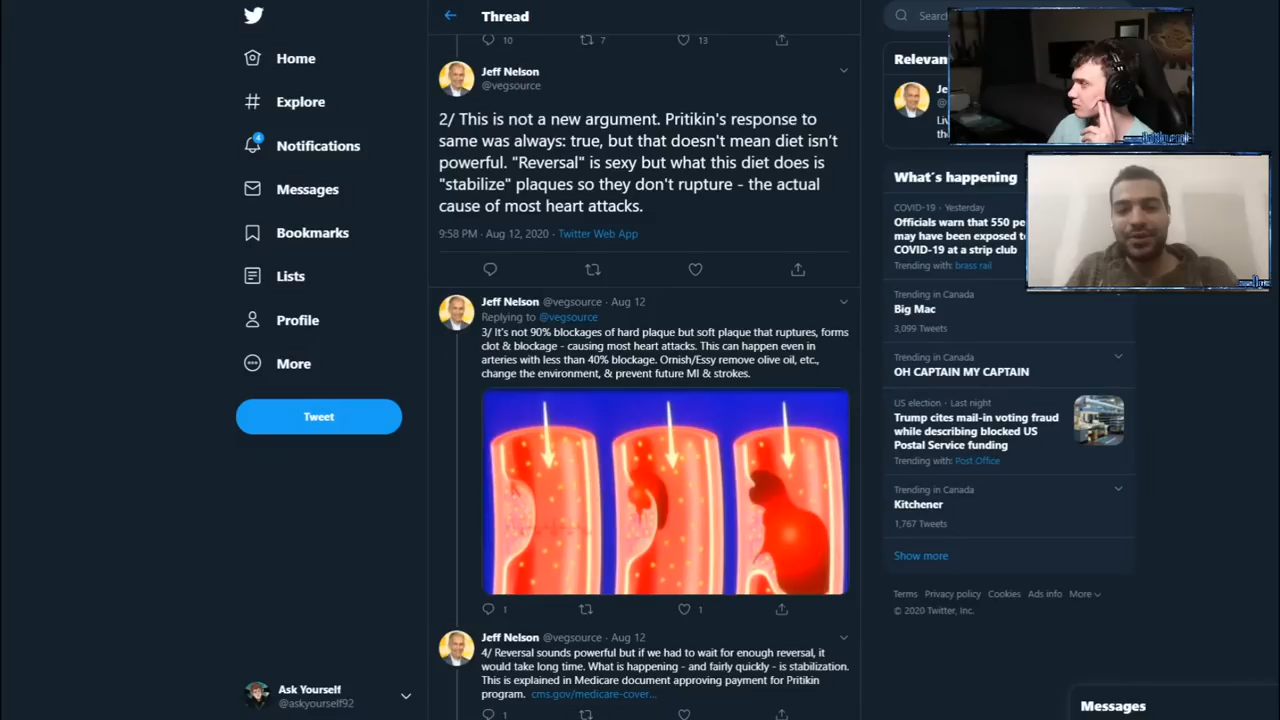 Home
Explore
4
Notifications
Messages
Bookmarks
Lists
Profile
More
Tweet
Ask Yourself
@askyourself92
Thread
10
7
13
Jeff Nelson
@vegsource
2/ This is not a new argument. Pritikin's response to
same was always: true, but that doesn't mean diet isn't
powerful. "Reversal" is sexy but what this diet does is
"stabilize" plaques so they don't rupture - the actual
cause of most heart attacks.
9:58 PM · Aug 12, 2020 · Twitter Web App
Jeff Nelson @vegsource · Aug 12
Replying to @vegsource
3/ It's not 90% blockages of hard plaque but soft plaque that ruptures, forms
clot & blockage - causing most heart attacks. This can happen even in
arteries with less than 40% blockage. Ornish/Essy remove olive oil, etc.,
change the environment, & prevent future MI & strokes.
1
1
Jeff Nelson @vegsource · Aug 12
4/ Reversal sounds powerful but if we had to wait for enough reversal, it
would take long time. What is happening - and fairly quickly - is stabilization.
This is explained in Medicare document approving payment for Pritikin
program. cms.gov/medicare-cover...
1
Search
Relevan
Je
@
Liv
the
What's happening
COVID-19 · Yesterday
Officials warn that 550 pe
may have been exposed to
COVID-19 at a strip club
Trending with: brass rail
Trending in Canada
Big Mac
3,099 Tweets
Trending in Canada
OH CAPTAIN MY CAPTAIN
US election · Last night
Trump cites mail-in voting fraud
while describing blocked US
Postal Service funding
Trending with: Post Office
Trending in Canada
Kitchener
1,767 Tweets
Show more
Terms Privacy policy Cookies Ads info More
© 2020 Twitter, Inc.
Messages